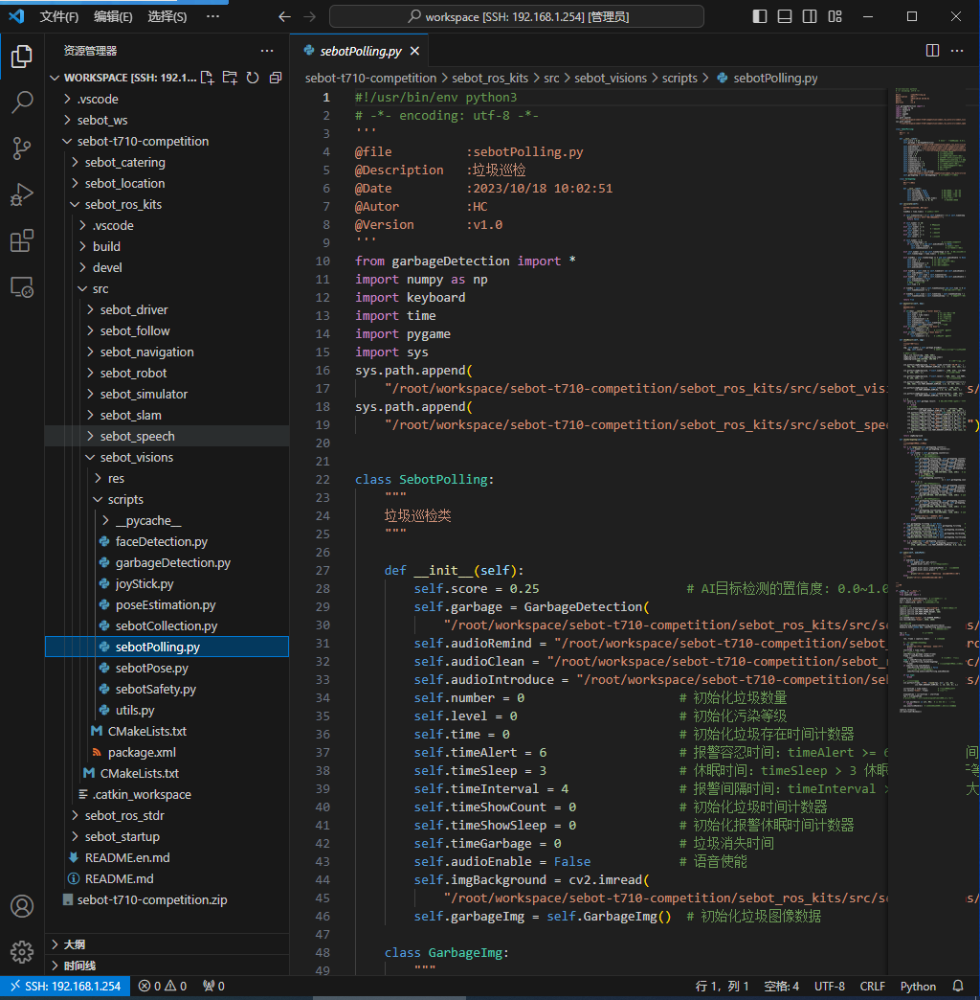 文件(F) 编辑(E) 选择(S) ··· workspace [SSH: 192.168.1.254] [管理员]
资源管理器 ···
WORKSPACE [SSH: 192.1...
.vscode
sebot_ws
sebot-t710-competition
sebot_catering
sebot_location
sebot_ros_kits
.vscode
build
devel
src
sebot_driver
sebot_follow
sebot_navigation
sebot_robot
sebot_simulator
sebot_slam
sebot_speech
sebot_visions
res
scripts
__pycache__
faceDetection.py
garbageDetection.py
joyStick.py
poseEstimation.py
sebotCollection.py
sebotPolling.py
sebotPose.py
sebotSafety.py
utils.py
CMakeLists.txt
package.xml
CMakeLists.txt
.catkin_workspace
sebot_ros_stdr
sebot_startup
README.en.md
README.md
sebot-t710-competition.zip
大纲
时间线
sebotPolling.py
sebot-t710-competition > sebot_ros_kits > src > sebot_visions > scripts > sebotPolling.py
1 #!/usr/bin/env python3
2 # -*- encoding: utf-8 -*-
3 '''
4 @file :sebotPolling.py
5 @Description :垃圾巡检
6 @Date :2023/10/18 10:02:51
7 @Autor :HC
8 @Version :v1.0
9 '''
10 from garbageDetection import *
11 import numpy as np
12 import keyboard
13 import time
14 import pygame
15 import sys
16 sys.path.append(
17 "/root/workspace/sebot-t710-competition/sebot_ros_kits/src/sebot_vis s/
18 sys.path.append(
19 "/root/workspace/sebot-t710-competition/sebot_ros_kits/src/sebot_spe ")
20
21
22 class SebotPolling:
23 """
24 垃圾巡检类
25 """
26
27 def __init__(self):
28 self.score = 0.25 # AI目标检测的置信度: 0.0~1.0
29 self.garbage = GarbageDetection(
30 "/root/workspace/sebot-t710-competition/sebot_ros_kits/src/sebot s/
31 self.audioRemind = "/root/workspace/sebot-t710-competition/sebot rc
32 self.audioClean = "/root/workspace/sebot-t710-competition/sebot_ c/
33 self.audioIntroduce = "/root/workspace/sebot-t710-competition/se s/
34 self.number = 0 # 初始化垃圾数量
35 self.level = 0 # 初始化污染等级
36 self.time = 0 # 初始化垃圾存在时间计数器
37 self.timeAlert = 6 # 报警容忍时间: timeAlert >= 间
38 self.timeSleep = 3 # 休眠时间: timeSleep > 3 休眠
39 self.timeInterval = 4 # 报警间隔时间: timeInterval > 大
40 self.timeShowCount = 0 # 初始化垃圾时间计数器
41 self.timeShowSleep = 0 # 初始化报警休眠时间计数器
42 self.timeGarbage = 0 # 垃圾消失时间
43 self.audioEnable = False # 语音使能
44 self.imgBackground = cv2.imread(
45 "/root/workspace/sebot-t710-competition/sebot_ros_kits/src/s s/
46 self.garbageImg = self.GarbageImg() # 初始化垃圾图像数据
47
48 class GarbageImg:
49 """
SSH: 192.168.1.254 0 0 0 行 1，列 1 空格: 4 UTF-8 CRLF Python